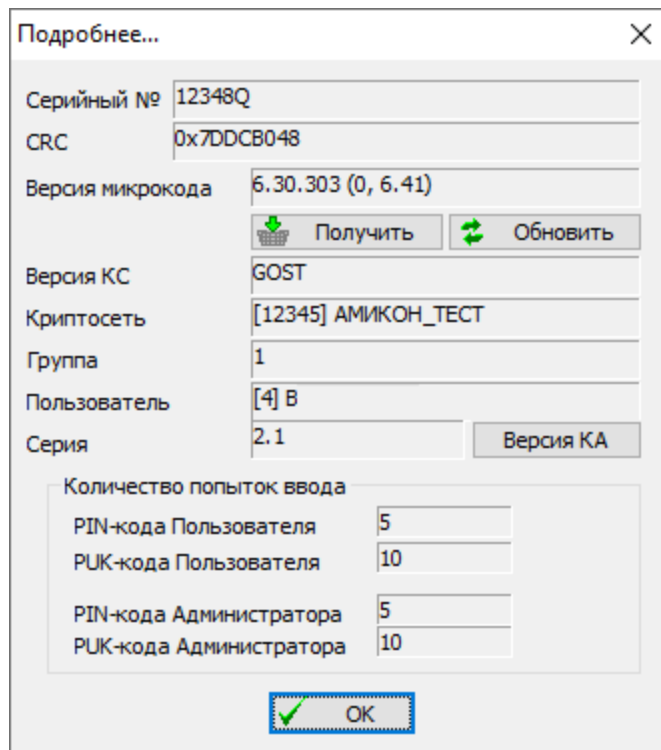 Подробнее...
Серийный № 12348Q
CRC 0x7DDCB048
Версия микрокода 6.30.303 (0, 6.41)
Получить Обновить
Версия КС GOST
Криптосеть [12345] АМИКОН_ТЕСТ
Группа 1
Пользователь [4] В
Серия 2.1 Версия КА
Количество попыток ввода
PIN-кода Пользователя 5
PUK-кода Пользователя 10
PIN-кода Администратора 5
PUK-кода Администратора 10
ОК